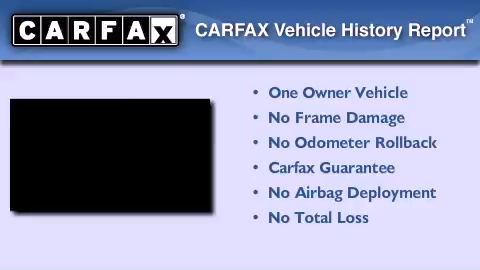 CARFAX® CARFAX Vehicle History Report™
• One Owner Vehicle
• No Frame Damage
• No Odometer Rollback
• Carfax Guarantee
• No Airbag Deployment
• No Total Loss